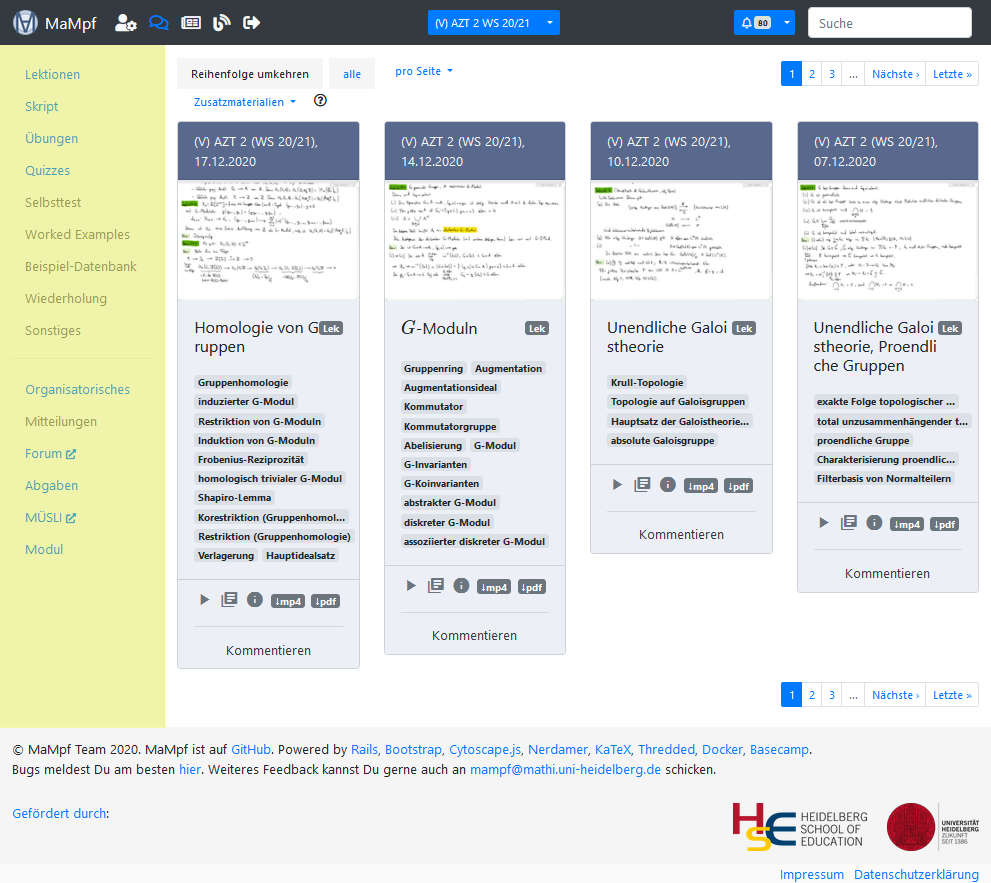 MaMpf
(V) AZT 2 WS 20/21
80
Suche
Lektionen
Skript
Übungen
Quizzes
Selbsttest
Worked Examples
Beispiel-Datenbank
Wiederholung
Sonstiges
Organisatorisches
Mitteilungen
Forum
Abgaben
MÜSLI
Modul
Reihenfolge umkehren
alle
pro Seite
1 2 3 ... Nächste › Letzte »
Zusatzmaterialien
(V) AZT 2 (WS 20/21),
17.12.2020
Homologie von G
ruppen
Lek
Gruppenhomologie
induzierter G-Modul
Restriktion von G-Moduln
Induktion von G-Moduln
Frobenius-Reziprozität
homologisch trivialer G-Modul
Shapiro-Lemma
Korestriktion (Gruppenhomol...
Restriktion (Gruppenhomologie)
Verlagerung Hauptidealsatz
↓mp4 ↓pdf
Kommentieren
(V) AZT 2 (WS 20/21),
14.12.2020
G-Moduln
Lek
Gruppenring Augmentation
Augmentationsideal
Kommutator
Kommutatorgruppe
Abelisierung G-Modul
G-Invarianten
G-Koinvarianten
abstrakter G-Modul
diskreter G-Modul
assoziierter diskreter G-Modul
↓mp4 ↓pdf
Kommentieren
(V) AZT 2 (WS 20/21),
10.12.2020
Unendliche Galoi
stheorie
Lek
Krull-Topologie
Topologie auf Galoisgruppen
Hauptsatz der Galoistheorie...
absolute Galoisgruppe
↓mp4 ↓pdf
Kommentieren
(V) AZT 2 (WS 20/21),
07.12.2020
Unendliche Galoi
stheorie, Proendli
che Gruppen
Lek
exakte Folge topologischer ...
total unzusammenhängender t...
proendliche Gruppe
Charakterisierung proendlic...
Filterbasis von Normalteilern
↓mp4 ↓pdf
Kommentieren
1 2 3 ... Nächste › Letzte »
© MaMpf Team 2020. MaMpf ist auf GitHub. Powered by Rails, Bootstrap, Cytoscape.js, Nerdamer, KaTeX, Thredded, Docker, Basecamp.
Bugs meldest Du am besten hier. Weiteres Feedback kannst Du gerne auch an mampf@mathi.uni-heidelberg.de schicken.
Gefördert durch:
HSE
HEIDELBERG
SCHOOL OF
EDUCATION
UNIVERSITÄT
HEIDELBERG
ZUKUNFT
SEIT 1386
Impressum Datenschutzerklärung